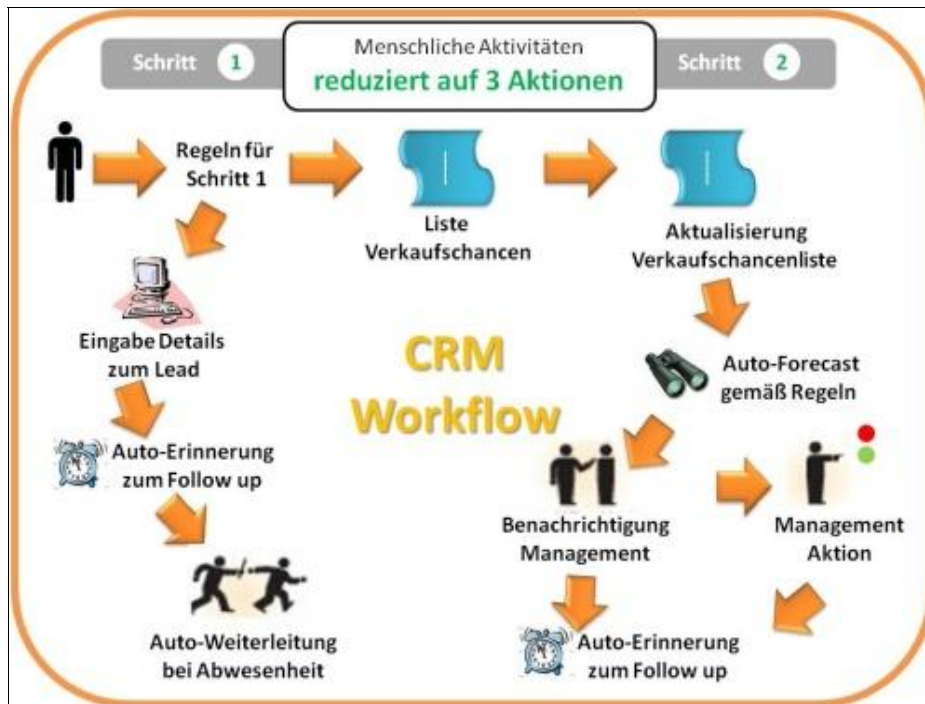 Menschliche Aktivitäten
Schritt 1
reduziert auf 3 Aktionen
Schritt 2
Regeln für
Schritt 1
Liste
Verkaufschancen
Aktualisierung
Verkaufschancenliste
Eingabe Details
zum Lead
CRM
Workflow
Auto-Forecast
gemäß Regeln
Auto-Erinnerung
zum Follow up
Benachrichtigung
Management
Management
Aktion
Auto-Weiterleitung
bei Abwesenheit
Auto-Erinnerung
zum Follow up